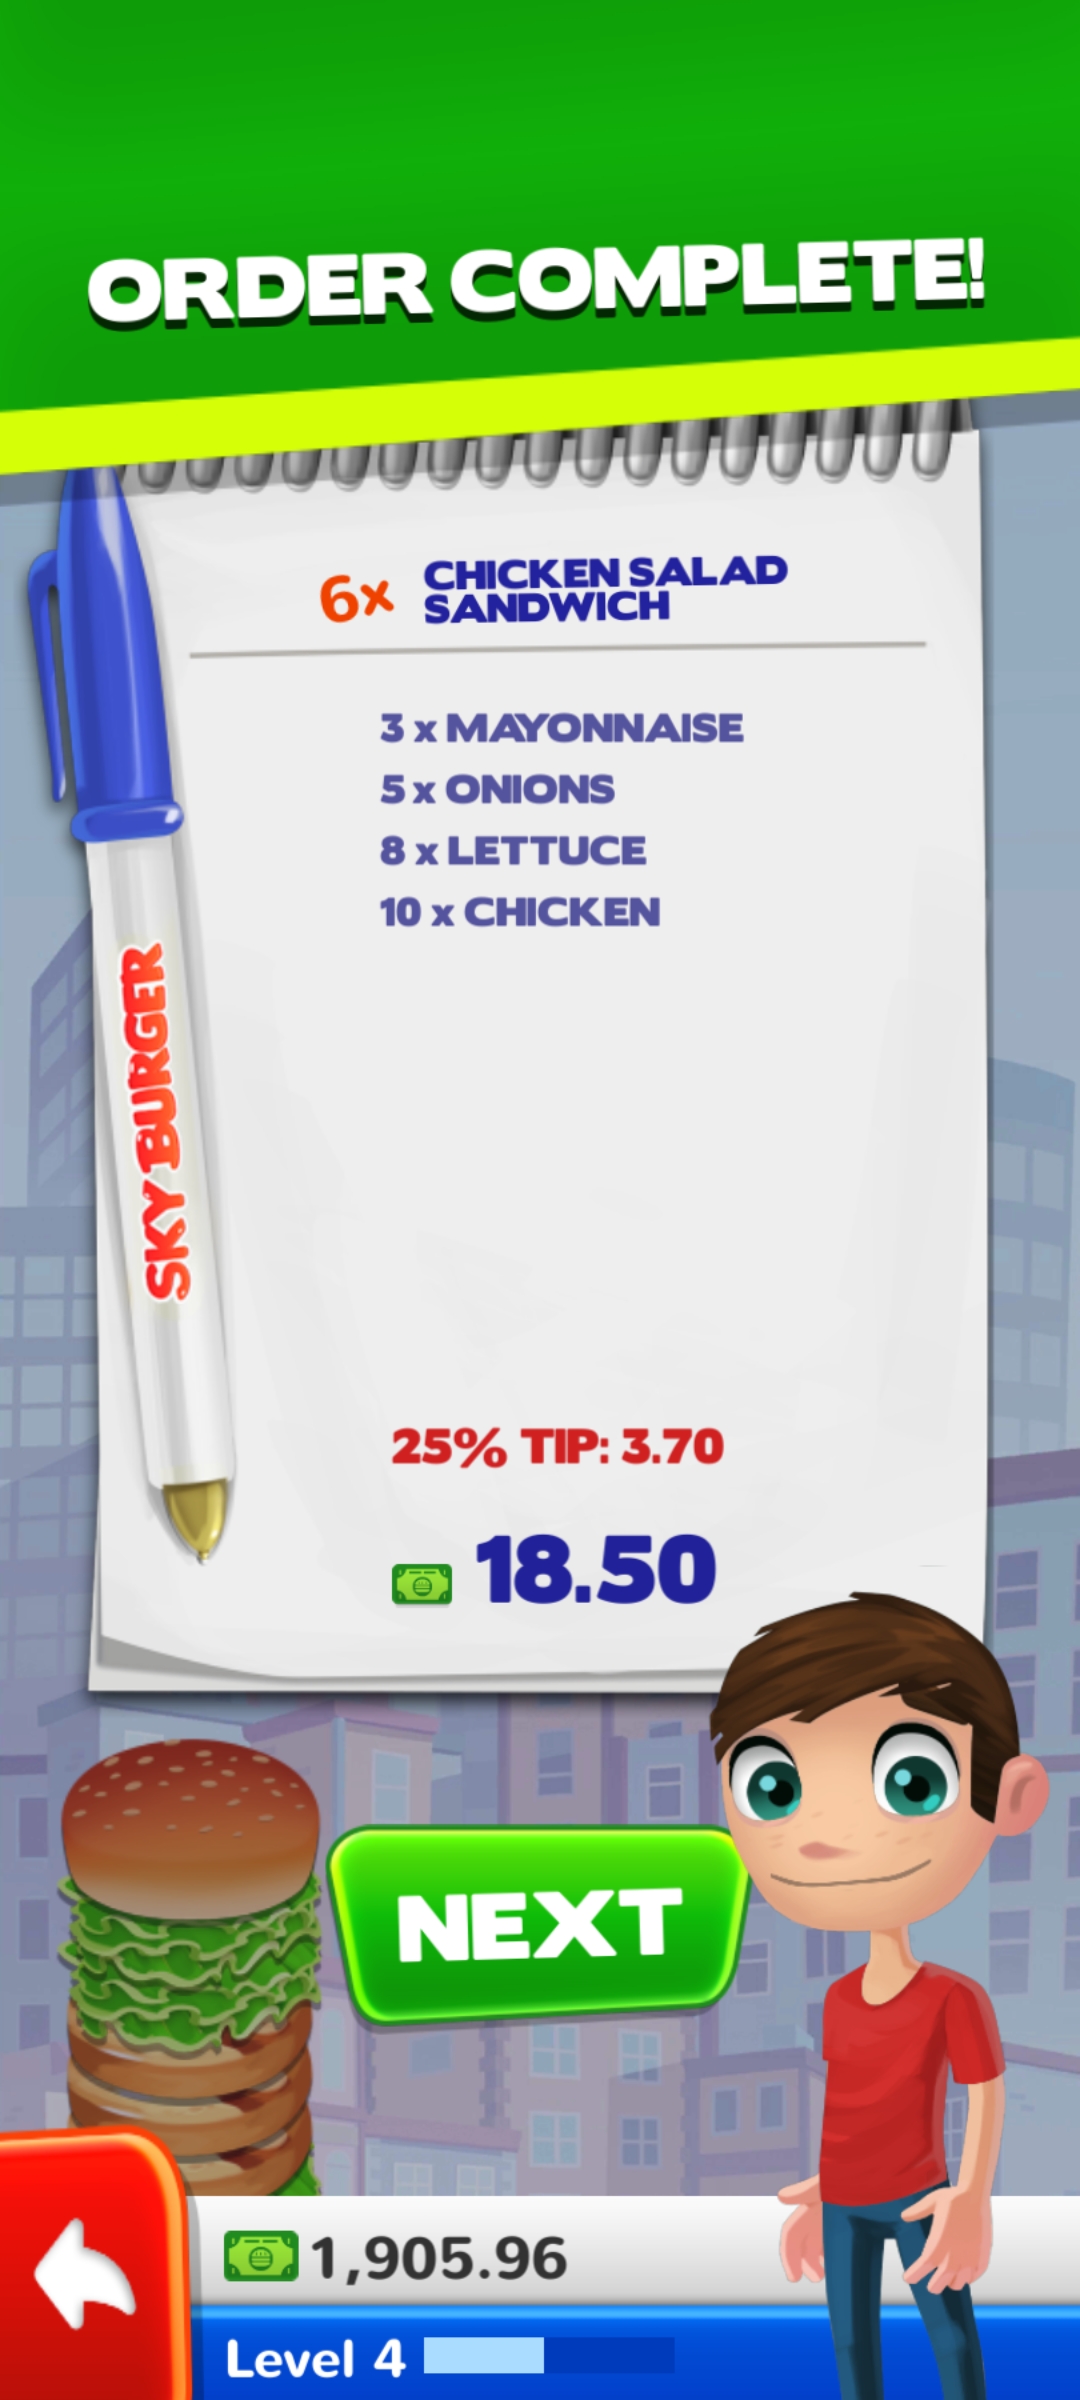 ORDER COMPLETE!
6x CHICKEN SALAD
SANDWICH
3 x MAYONNAISE
5 x ONIONS
8 x LETTUCE
10 x CHICKEN
SKY BURGER
25% TIP: 3.70
18.50
NEXT
1,905.96
Level 4